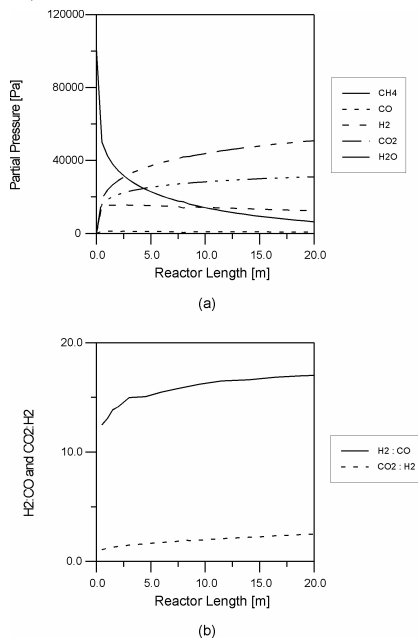 120000
80000
40000
0
Partial Pressure [Pa]
0.0 5.0 10.0 15.0 20.0
Reactor Length [m]
CH4
CO
H2
CO2
H2O
(a)
20.0
10.0
0.0
H2:CO and CO2:H2
0.0 5.0 10.0 15.0 20.0
Reactor Length [m]
H2 : CO
CO2 : H2
(b)